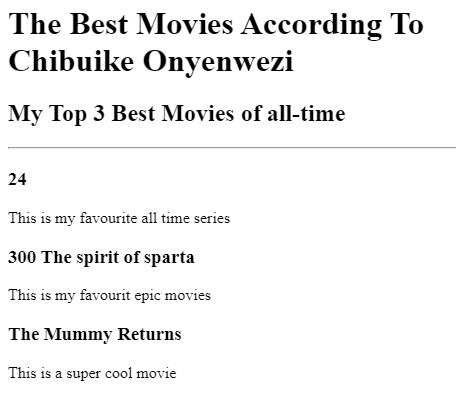 The Best Movies According To
Chibuike Onyenwezi
My Top 3 Best Movies of all-time
24
This is my favourite all time series
300 The spirit of sparta
This is my favourit epic movies
The Mummy Returns
This is a super cool movie